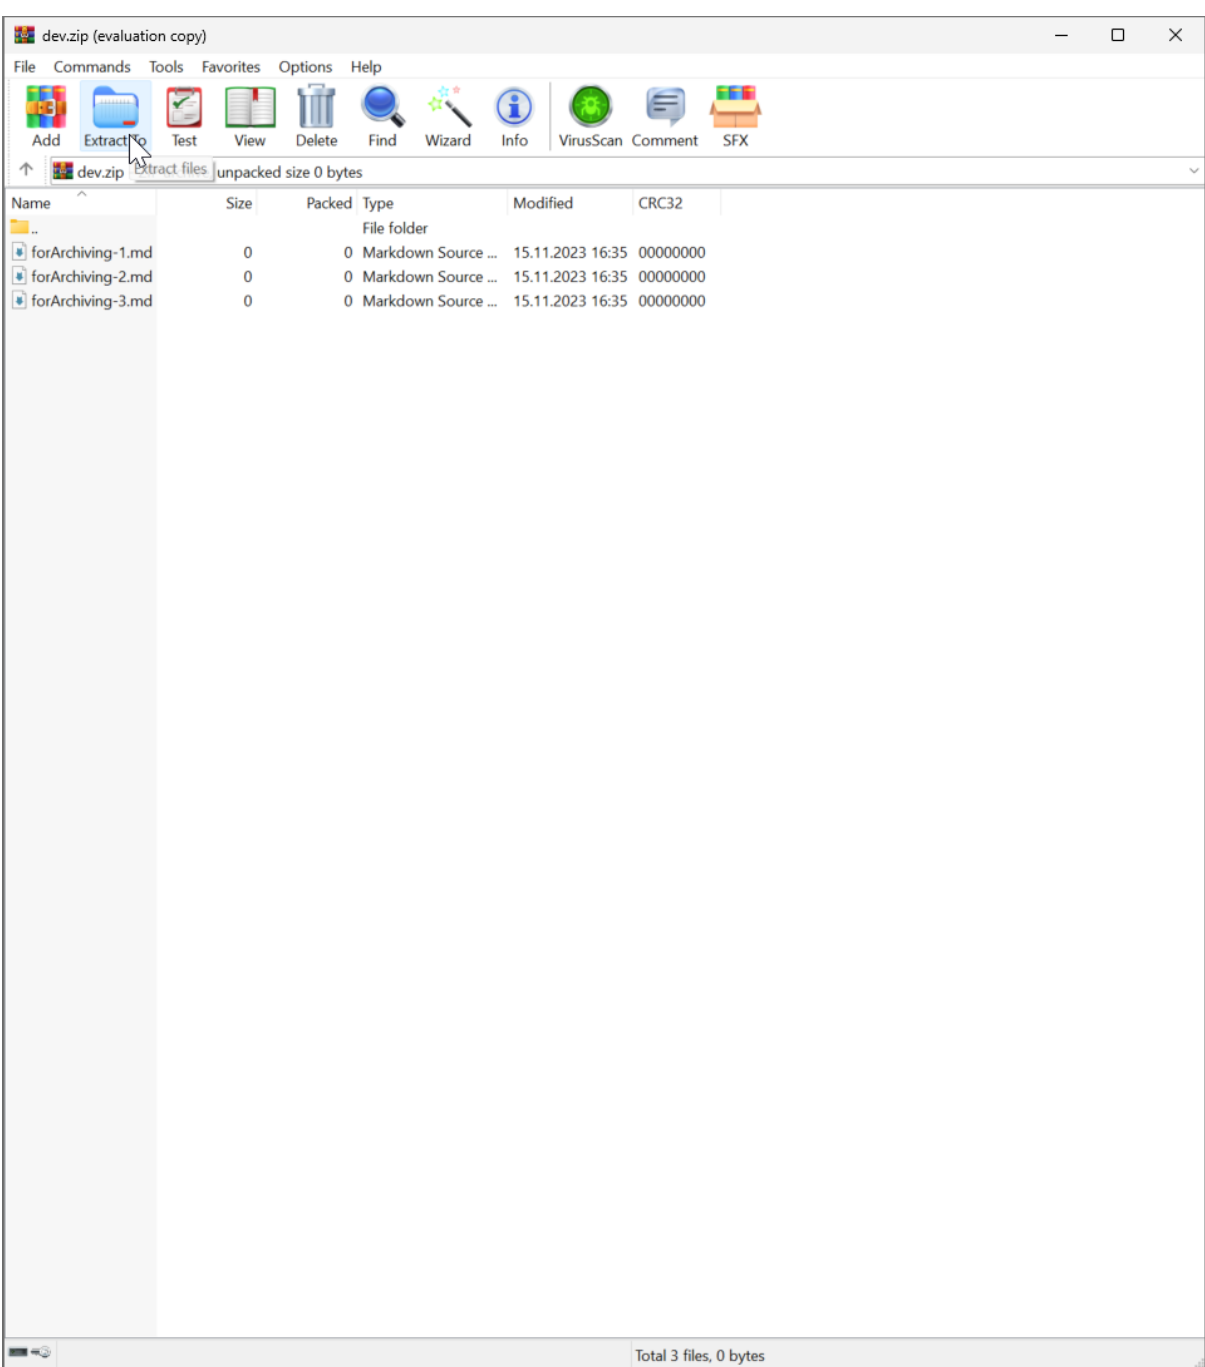 dev.zip (evaluation copy)
File Commands Tools Favorites Options Help
Add Extract To Test View Delete Find Wizard Info VirusScan Comment SFX
dev.zip Extract files unpacked size 0 bytes
Name Size Packed Type Modified CRC32
.. File folder
forArchiving-1.md 0 0 Markdown Source ... 15.11.2023 16:35 00000000
forArchiving-2.md 0 0 Markdown Source ... 15.11.2023 16:35 00000000
forArchiving-3.md 0 0 Markdown Source ... 15.11.2023 16:35 00000000
Total 3 files, 0 bytes